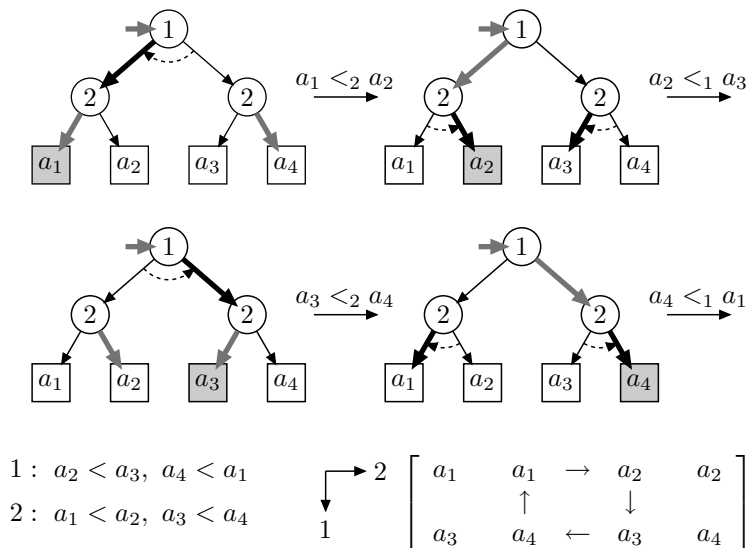 1 1
a₁ <₂ a₂ a₂ <₁ a₃
2 2 2 2
a₁ a₂ a₃ a₄ a₁ a₂ a₃ a₄
1 1
a₃ <₂ a₄ a₄ <₁ a₁
2 2 2 2
a₁ a₂ a₃ a₄ a₁ a₂ a₃ a₄
1 : a₂ < a₃, a₄ < a₁ → 2 [ a₁ a₁ → a₂ a₂ ]
↑ ↓
2 : a₁ < a₂, a₃ < a₄
1 a₃ a₄ ← a₃ a₄